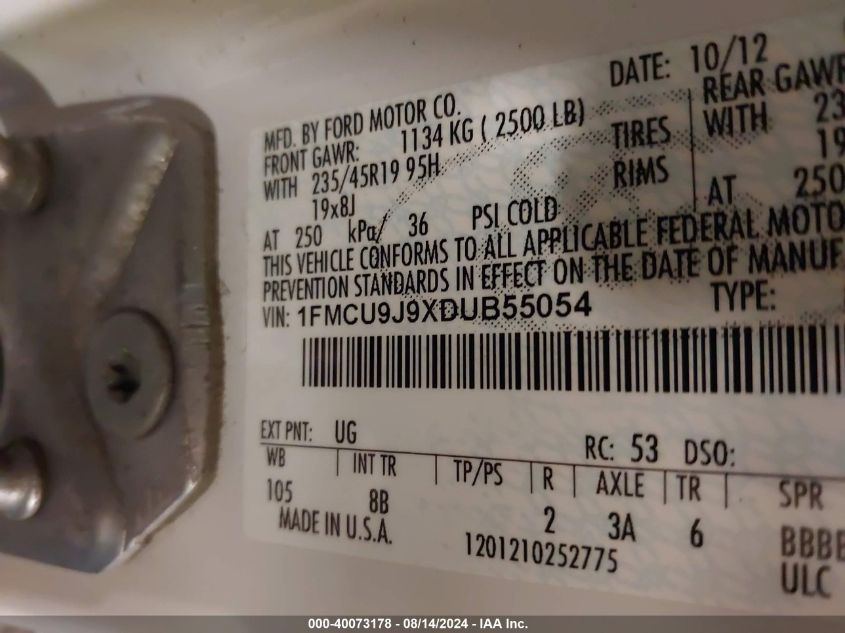 DATE: 10/12
MFD. BY FORD MOTOR CO.
FRONT GAWR: 1134 KG ( 2500 LB) REAR GAWR
WITH 235/45R19 95H TIRES WITH 23
19x8J RIMS 19
AT 250 kPa/ 36 PSI COLD AT 250
THIS VEHICLE CONFORMS TO ALL APPLICABLE FEDERAL MOTO
PREVENTION STANDARDS IN EFFECT ON THE DATE OF MANUF
VIN: 1FMCU9J9XDUB55054 TYPE:
EXT PNT: UG RC: 53 DSO:
WB INT TR TP/PS R AXLE TR SPR
105 8B 2 3A 6 BBBB
MADE IN U.S.A. 1201210252775 ULC
000-40073178 - 08/14/2024 - IAA Inc.